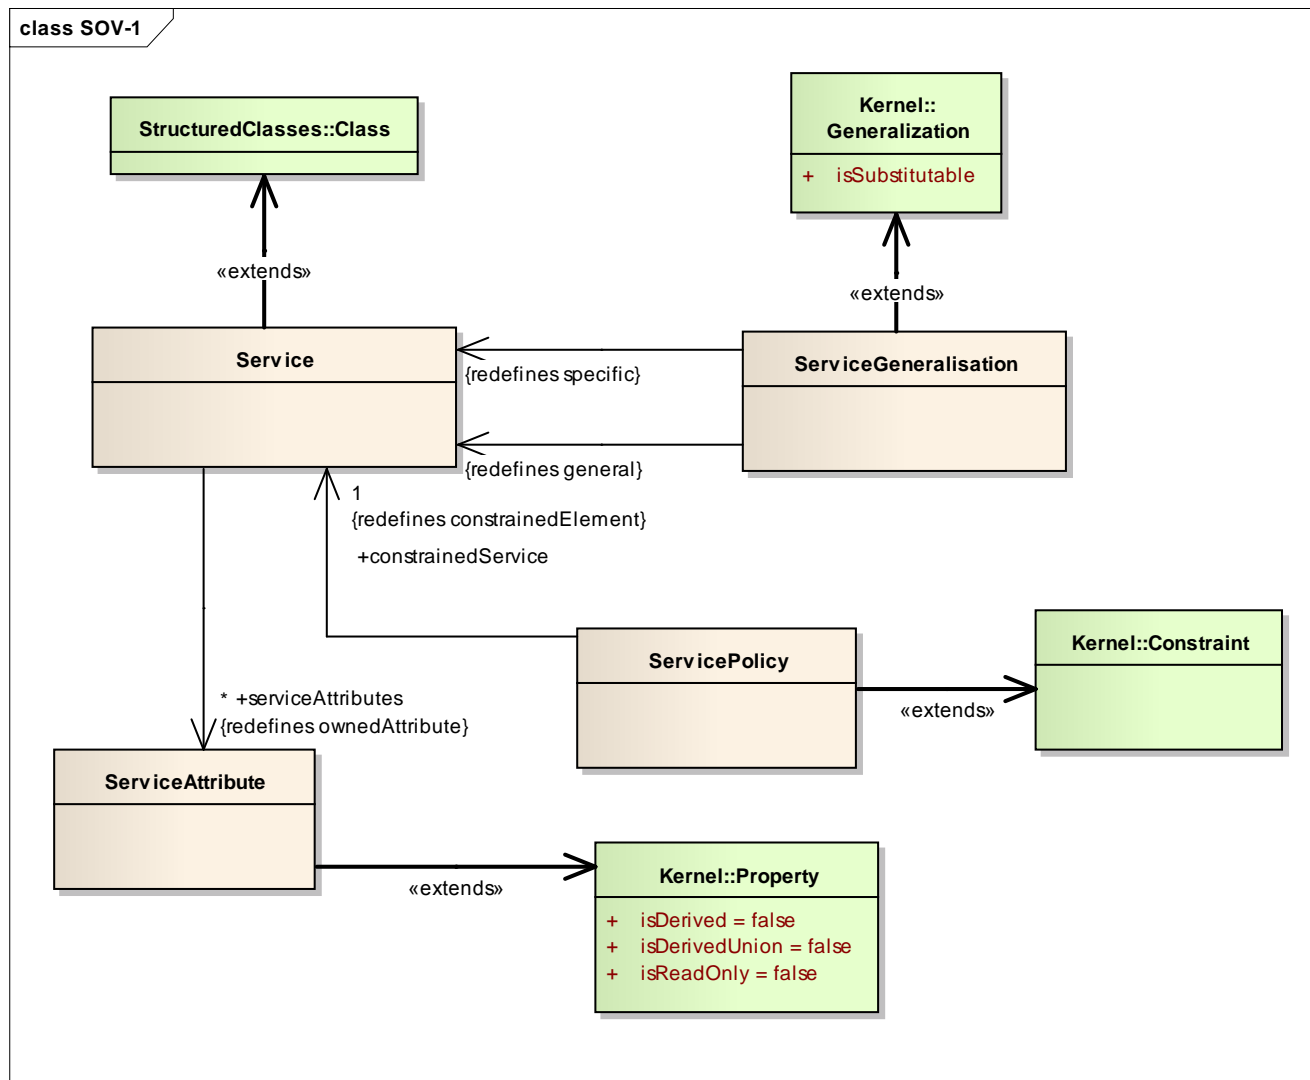 class SOV-1
StructuredClasses::Class
Kernel::
Generalization
+ isSubstitutable
«extends»
«extends»
Service
ServiceGeneralisation
{redefines specific}
{redefines general}
1
{redefines constrainedElement}
+constrainedService
ServicePolicy
Kernel::Constraint
«extends»
* +serviceAttributes
{redefines ownedAttribute}
ServiceAttribute
«extends»
Kernel::Property
+ isDerived = false
+ isDerivedUnion = false
+ isReadOnly = false